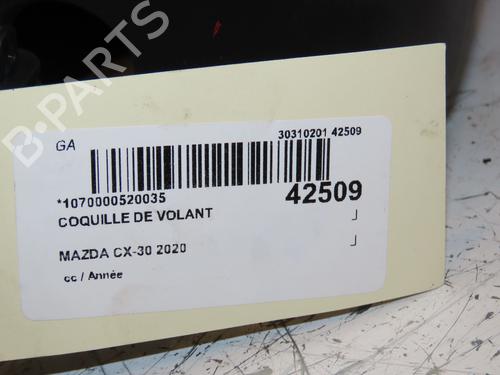 B-PARTS
GA
30310201 42509
*1070000520035
42509
COQUILLE DE VOLANT
MAZDA CX-30 2020
cc / Année